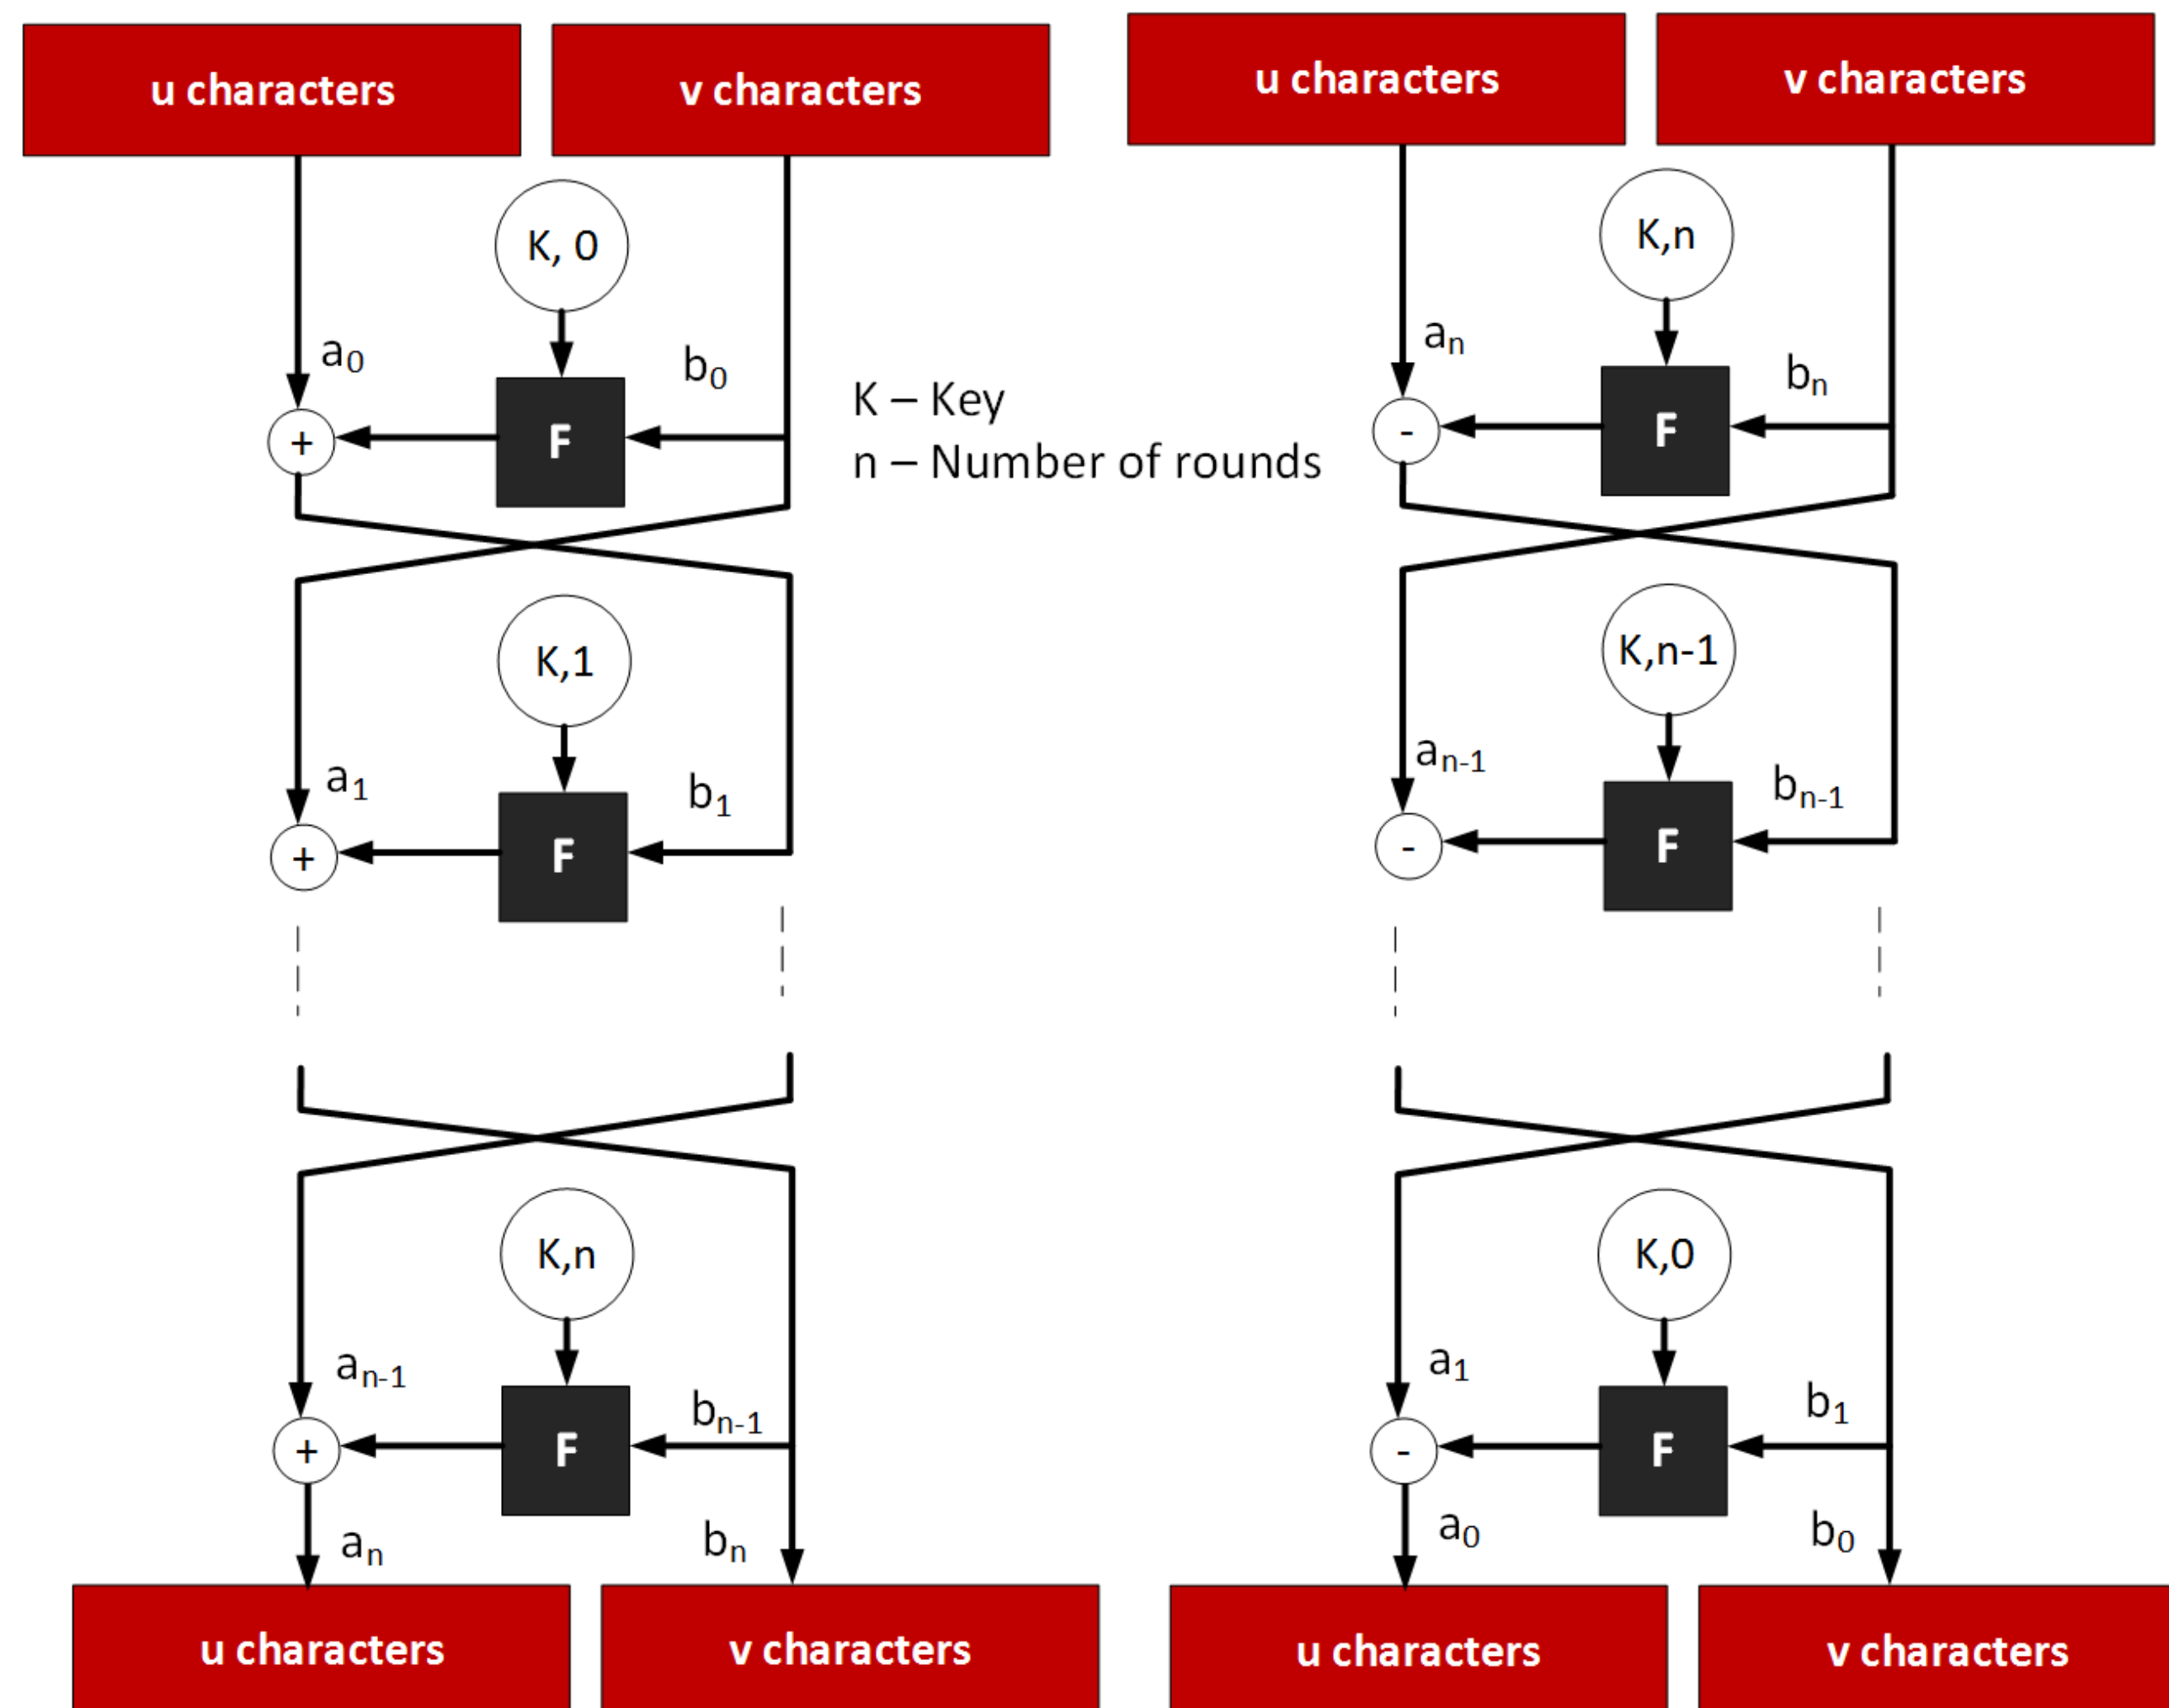 u characters
v characters
K, 0
a0
b0
F
+
K – Key
n – Number of rounds
K,1
a1
b1
F
+
K,n
an-1
bn-1
F
+
an
bn
u characters
v characters
u characters
v characters
K,n
an
bn
F
-
K,n-1
an-1
bn-1
F
-
K,0
a1
b1
F
-
a0
b0
u characters
v characters